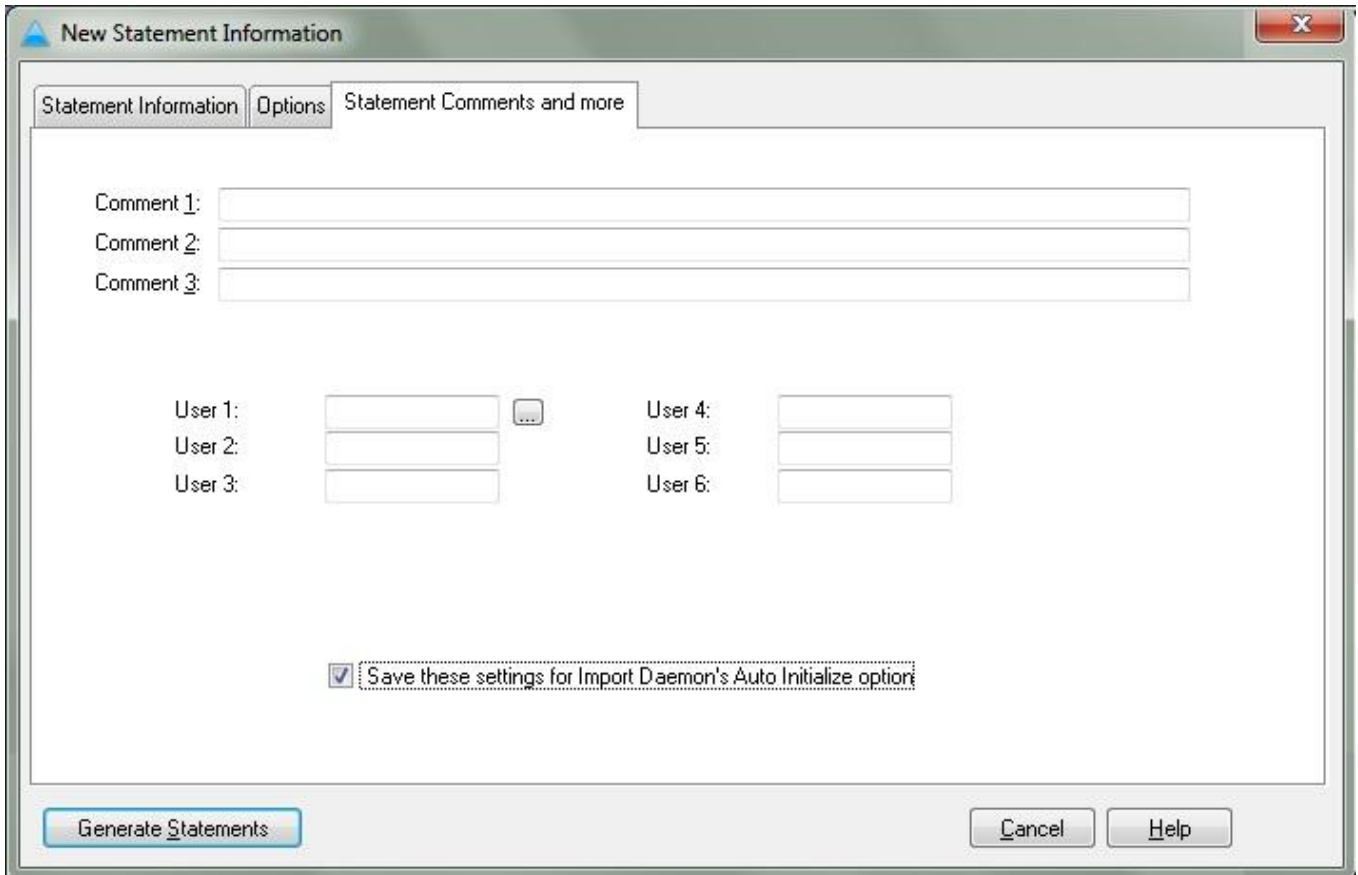 New Statement Information
x
Statement Information Options Statement Comments and more
Comment 1:
Comment 2:
Comment 3:
User 1: ... User 4:
User 2: User 5:
User 3: User 6:
Save these settings for Import Daemon's Auto Initialize option
Generate Statements Cancel Help